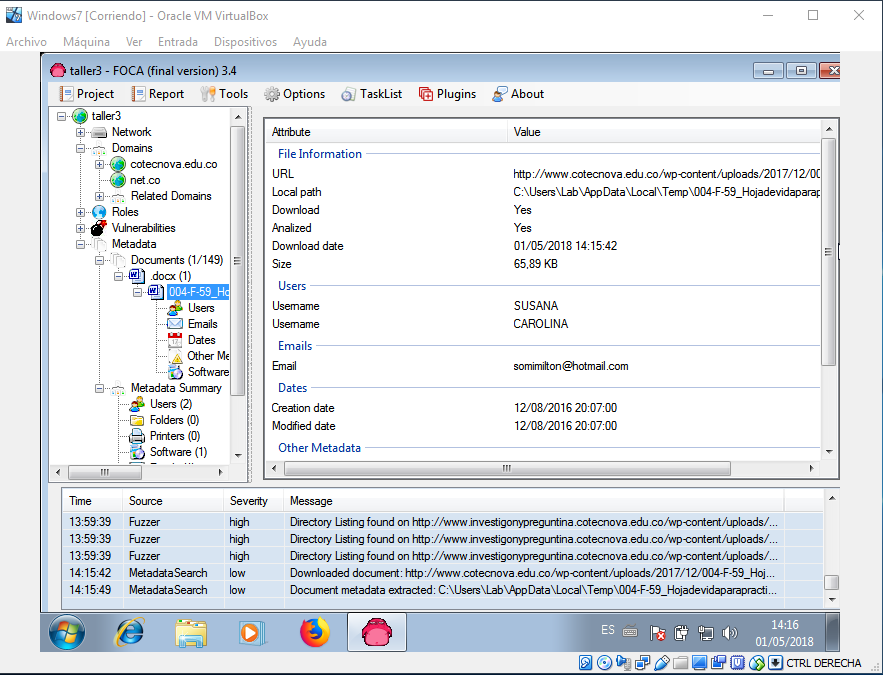 Windows7 [Corriendo] - Oracle VM VirtualBox
Archivo Máquina Ver Entrada Dispositivos Ayuda
taller3 - FOCA (final version) 3.4
Project Report Tools Options TaskList Plugins About
taller3
Network
Domains
cotecnova.edu.co
net.co
Related Domains
Roles
Vulnerabilities
Metadata
Documents (1/149)
.docx (1)
004-F-59_Hoj
Users
Emails
Dates
Other Me
Software
Metadata Summary
Users (2)
Folders (0)
Printers (0)
Software (1)
Attribute Value
File Information
URL http://www.cotecnova.edu.co/wp-content/uploads/2017/12/00
Local path C:\Users\Lab\AppData\Local\Temp\004-F-59_Hojadevidaparap
Download Yes
Analized Yes
Download date 01/05/2018 14:15:42
Size 65,89 KB
Users
Username SUSANA
Username CAROLINA
Emails
Email somimilton@hotmail.com
Dates
Creation date 12/08/2016 20:07:00
Modified date 12/08/2016 20:07:00
Other Metadata
Time Source Severity Message
13:59:39 Fuzzer high Directory Listing found on http://www.investigonypreguntina.cotecnova.edu.co/wp-content/uploads/...
13:59:39 Fuzzer high Directory Listing found on http://www.investigonypreguntina.cotecnova.edu.co/wp-content/uploads/...
13:59:39 Fuzzer high Directory Listing found on http://www.investigonypreguntina.cotecnova.edu.co/wp-content/uploads/...
14:15:42 MetadataSearch low Downloaded document: http://www.cotecnova.edu.co/wp-content/uploads/2017/12/004-F-59_Hoj...
14:15:49 MetadataSearch low Document metadata extracted: C:\Users\Lab\AppData\Local\Temp\004-F-59_Hojadevidaparapracti...
ES 14:16
01/05/2018
CTRL DERECHA